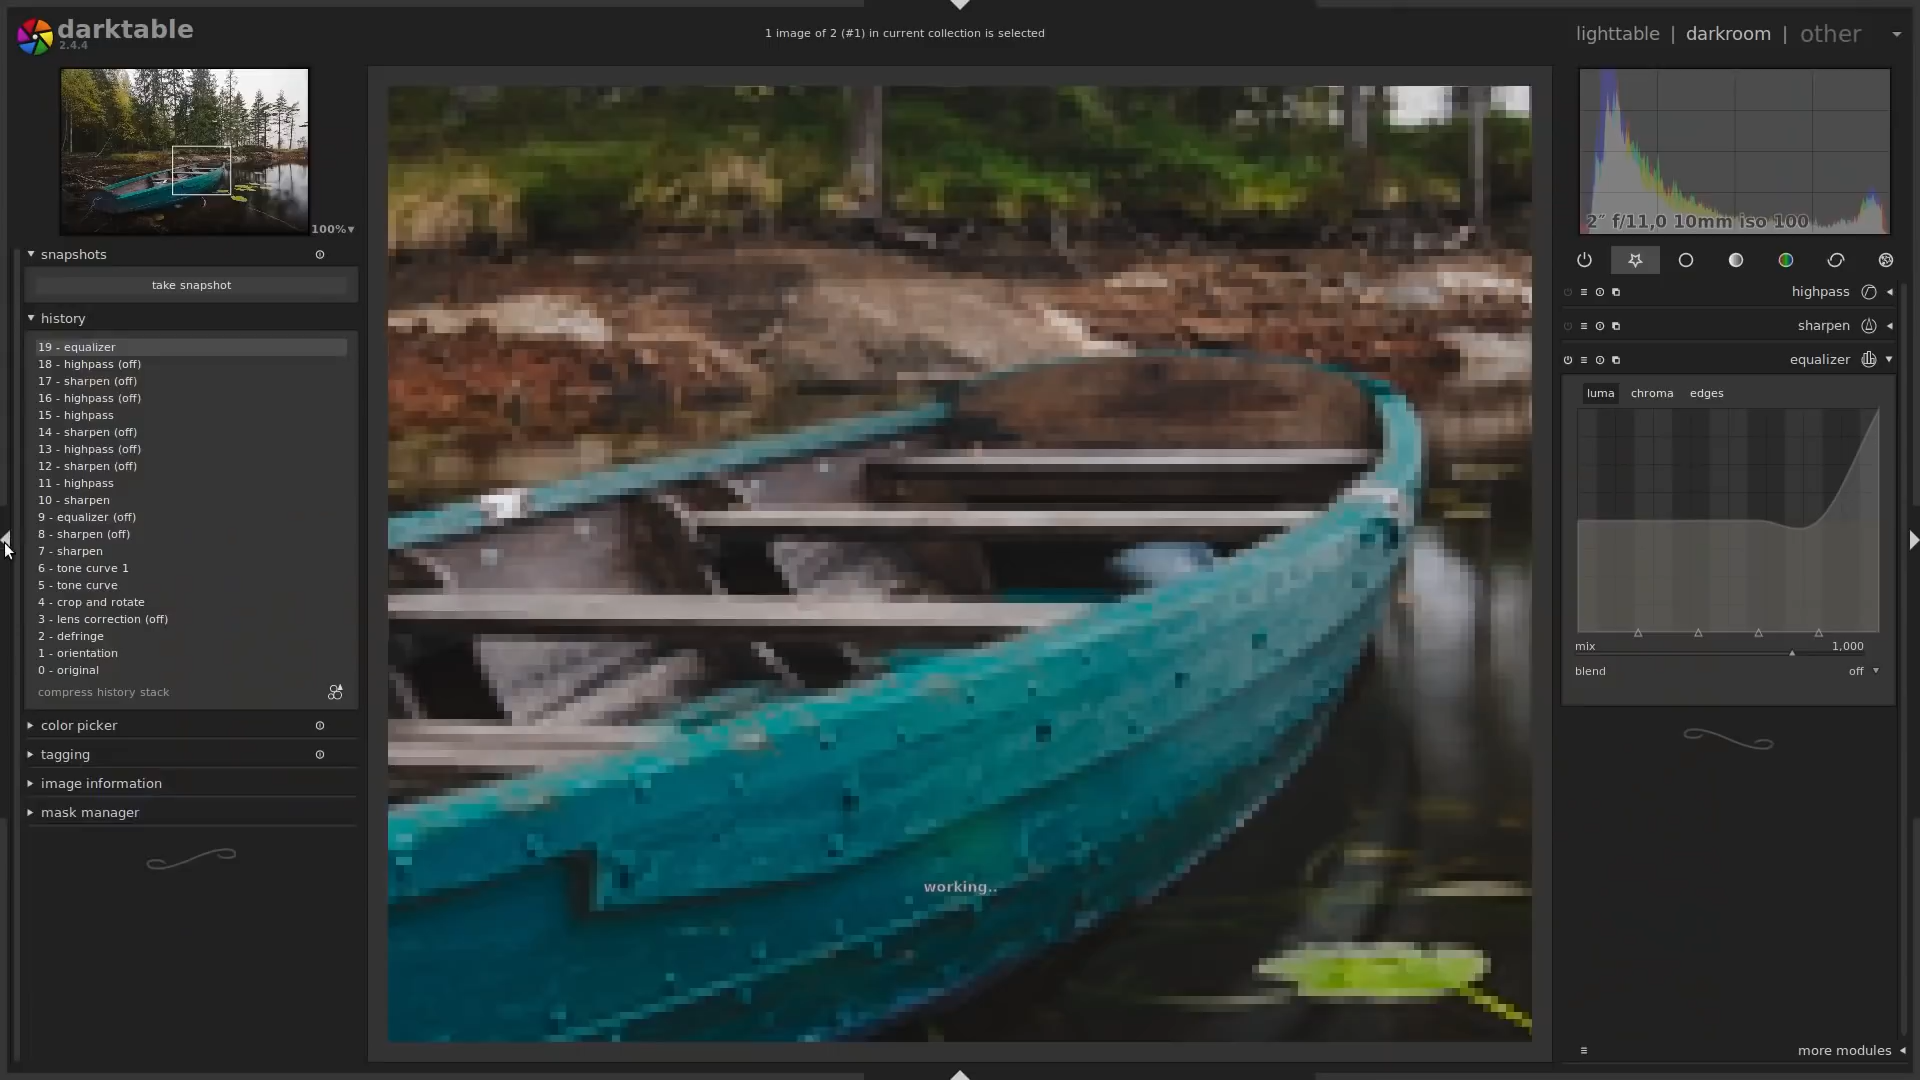 darktable
2.4.4
1 image of 2 (#1) in current collection is selected
lighttable | darkroom | other
100%
snapshots
take snapshot
history
19 - equalizer
18 - highpass (off)
17 - sharpen (off)
16 - highpass (off)
15 - highpass
14 - sharpen (off)
13 - highpass (off)
12 - sharpen (off)
11 - highpass
10 - sharpen
9 - equalizer (off)
8 - sharpen (off)
7 - sharpen
6 - tone curve 1
5 - tone curve
4 - crop and rotate
3 - lens correction (off)
2 - defringe
1 - orientation
0 - original
compress history stack
color picker
tagging
image information
mask manager
working..
2" f/11,0 10mm iso 100
highpass
sharpen
equalizer
luma chroma edges
mix 1,000
blend off
more modules